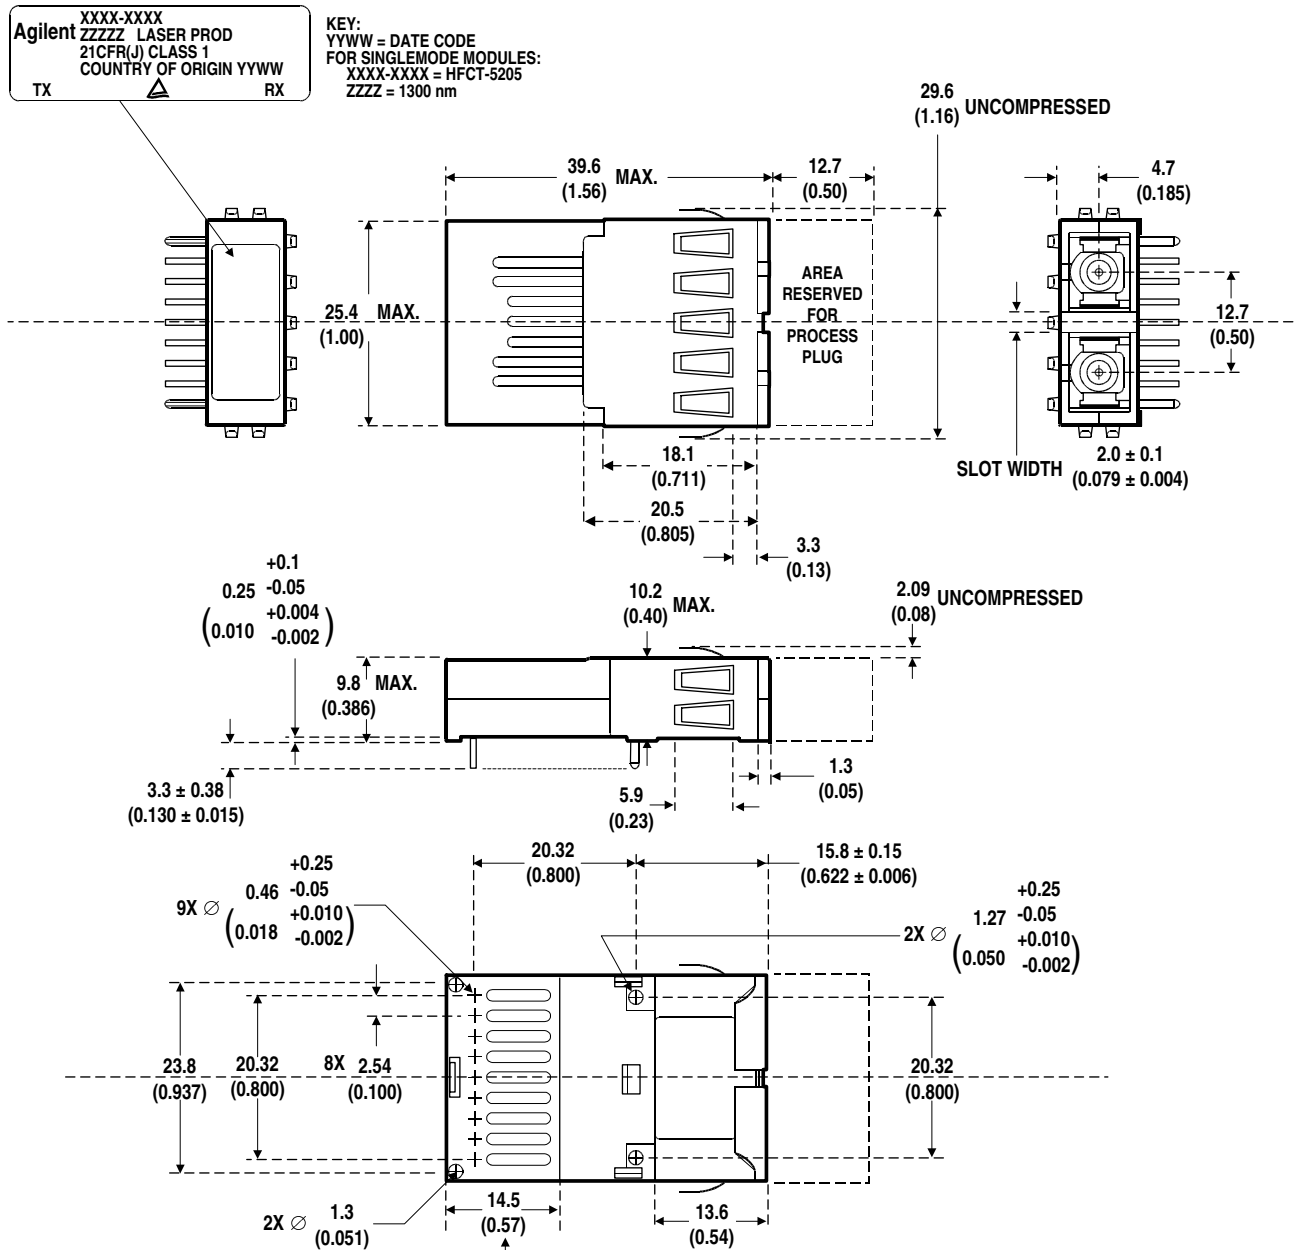 Agilent
XXXX-XXXX
ZZZZZ LASER PROD
21CFR(J) CLASS 1
COUNTRY OF ORIGIN YYWW
TX RX
KEY:
YYWW = DATE CODE
FOR SINGLEMODE MODULES:
XXXX-XXXX = HFCT-5205
ZZZZ = 1300 nm
29.6
(1.16)
UNCOMPRESSED
39.6
(1.56)
MAX.
12.7
(0.50)
4.7
(0.185)
25.4
(1.00)
MAX.
AREA
RESERVED
FOR
PROCESS
PLUG
12.7
(0.50)
18.1
(0.711)
SLOT WIDTH
2.0 ± 0.1
(0.079 ± 0.004)
20.5
(0.805)
3.3
(0.13)
+0.1
0.25 -0.05
+0.004
(0.010 -0.002)
10.2
(0.40)
MAX.
2.09
(0.08)
UNCOMPRESSED
9.8
(0.386)
MAX.
3.3 ± 0.38
(0.130 ± 0.015)
5.9
(0.23)
1.3
(0.05)
20.32
(0.800)
15.8 ± 0.15
(0.622 ± 0.006)
+0.25
0.46 -0.05
9X ∅
+0.010
(0.018 -0.002)
+0.25
1.27 -0.05
2X ∅
+0.010
(0.050 -0.002)
23.8
(0.937)
20.32
(0.800)
8X 2.54
(0.100)
20.32
(0.800)
2X ∅ 1.3
(0.051)
14.5
(0.57)
13.6
(0.54)